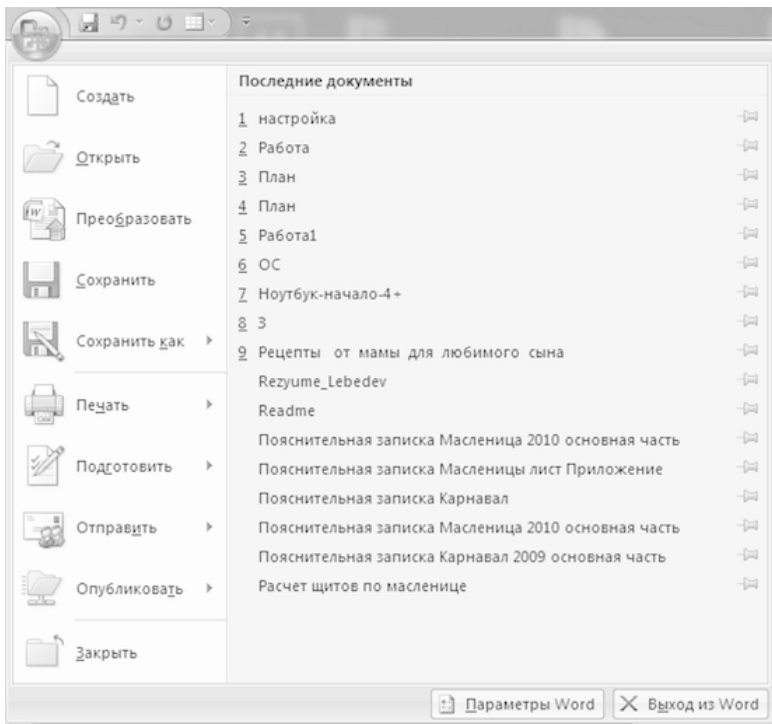 Создать
Открыть
Преобразовать
Сохранить
Сохранить как
Печать
Подготовить
Отправить
Опубликовать
Закрыть
Последние документы
1 настройка
2 Работа
3 План
4 План
5 Работа1
6 ОС
7 Ноутбук-начало-4+
8 3
9 Рецепты от мамы для любимого сына
Rezyume_Lebedev
Readme
Пояснительная записка Масленица 2010 основная часть
Пояснительная записка Масленицы лист Приложение
Пояснительная записка Карнавал
Пояснительная записка Масленица 2010 основная часть
Пояснительная записка Карнавал 2009 основная часть
Расчет щитов по масленице
Параметры Word
Выход из Word